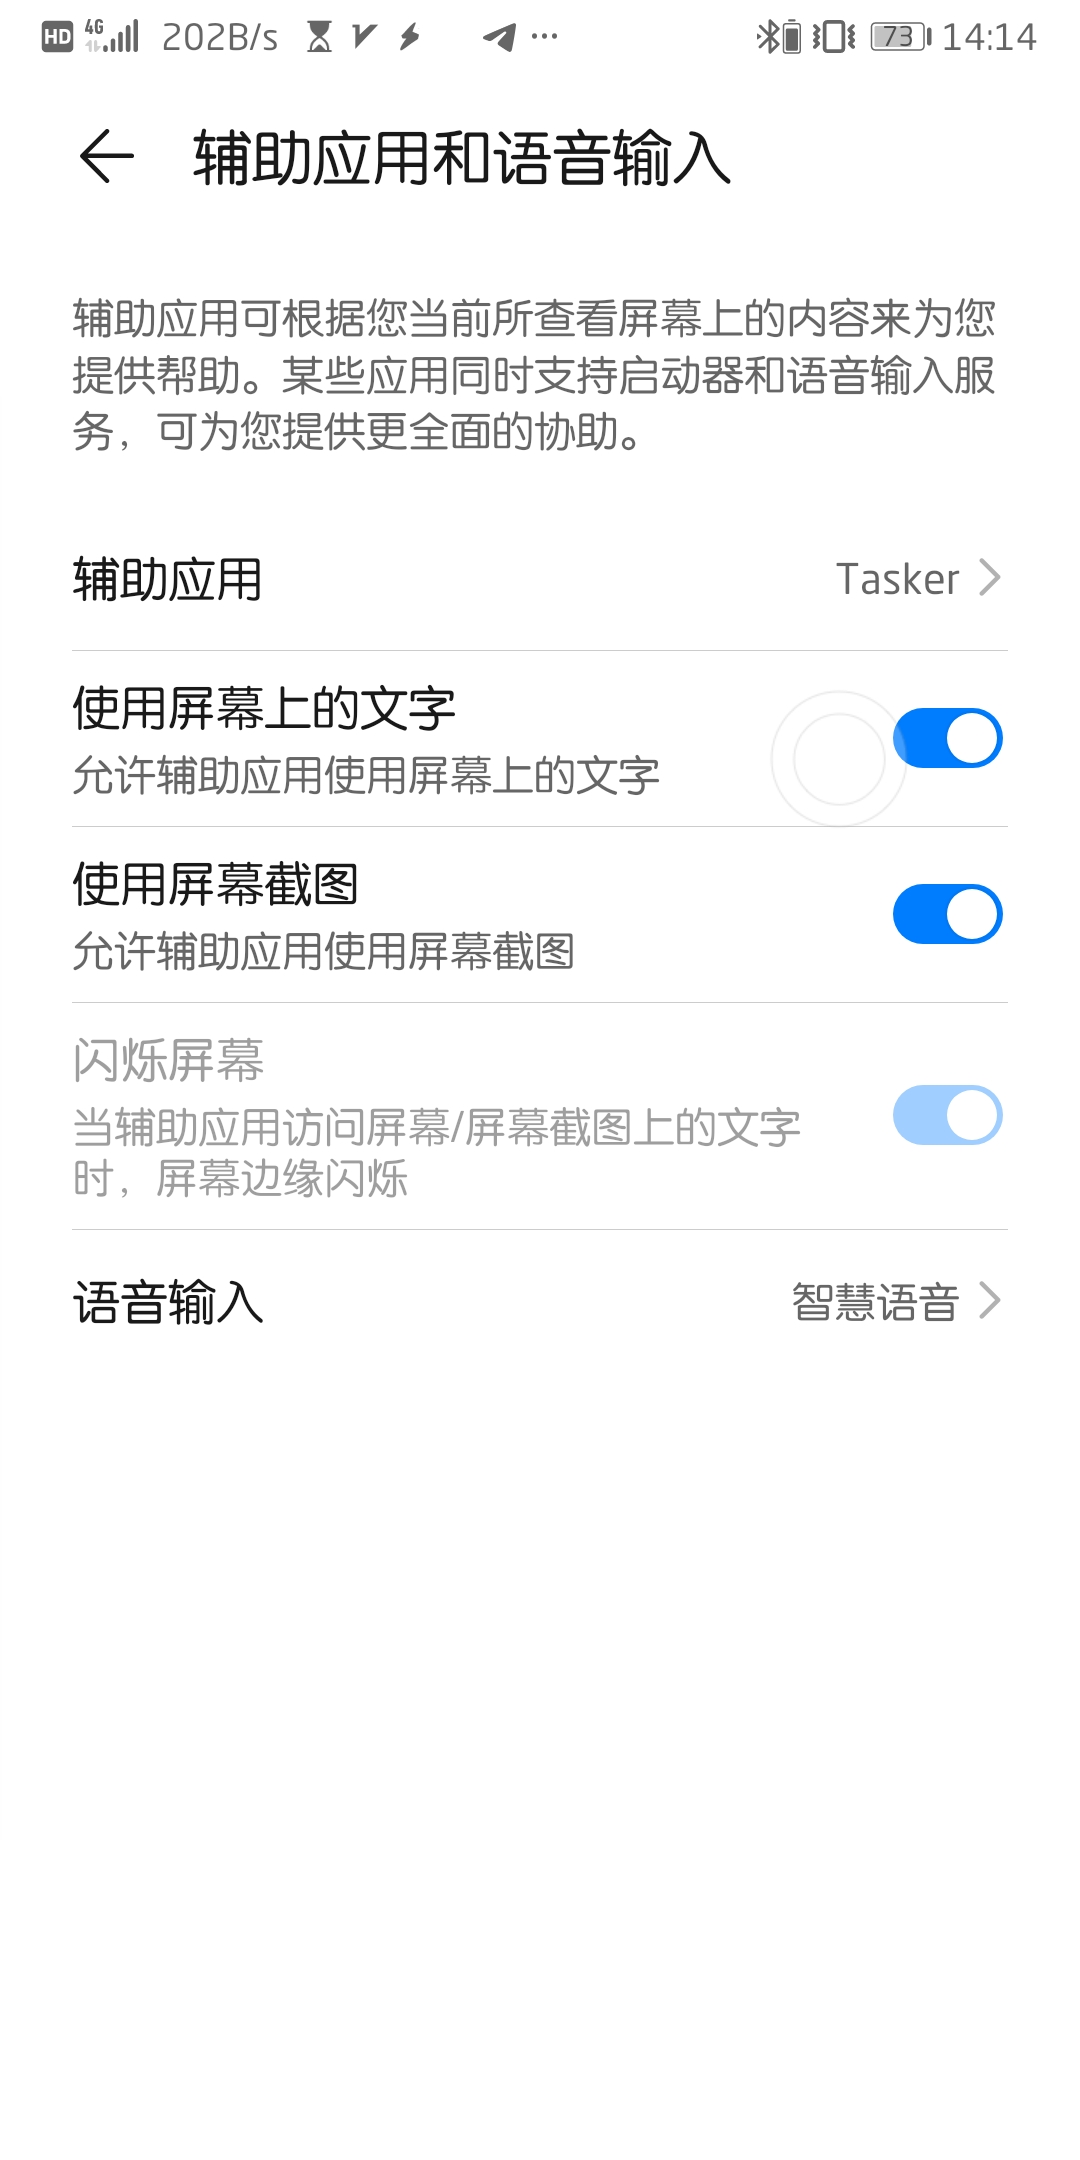 HD 4G 202B/s 73 14:14
辅助应用和语音输入
辅助应用可根据您当前所查看屏幕上的内容来为您
提供帮助。某些应用同时支持启动器和语音输入服
务，可为您提供更全面的协助。
辅助应用 Tasker
使用屏幕上的文字
允许辅助应用使用屏幕上的文字
使用屏幕截图
允许辅助应用使用屏幕截图
闪烁屏幕
当辅助应用访问屏幕/屏幕截图上的文字
时，屏幕边缘闪烁
语音输入 智慧语音